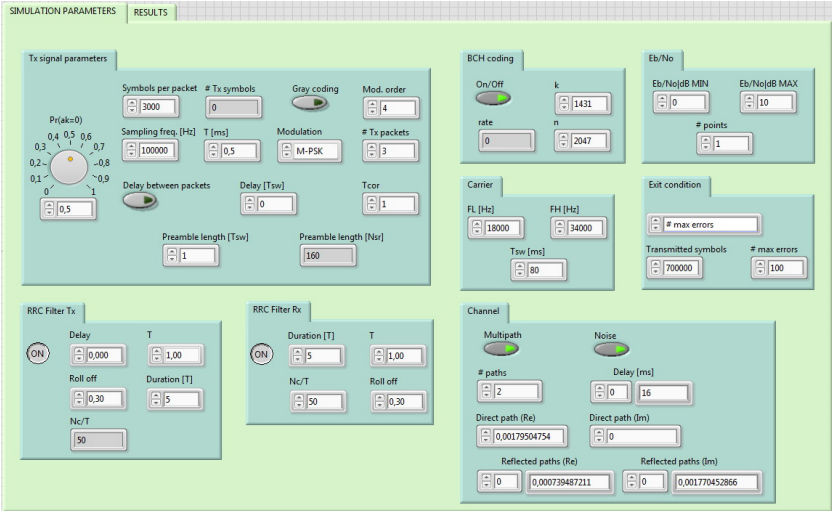 SIMULATION PARAMETERS RESULTS
Tx signal parameters
Symbols per packet # Tx symbols Gray coding Mod. order
3000 0 4
Pr(ak=0)
0 0,1 0,2 0,3 0,4 0,5 0,6 0,7 0,8 0,9 1
0,5
Sampling freq. [Hz] T [ms] Modulation # Tx packets
100000 0,5 M-PSK 3
Delay between packets Delay [Tsw] Tcor
0 1
Preamble length [Tsw] Preamble length [Nsr]
1 160
BCH coding
On/Off k
1431
rate n
0 2047
Eb/No
Eb/No|dB MIN Eb/No|dB MAX
0 10
# points
1
Carrier
FL [Hz] FH [Hz]
18000 34000
Tsw [ms]
80
Exit condition
# max errors
Transmitted symbols # max errors
700000 100
RRC Filter Tx
ON
Delay T
0,000 1,00
Roll off Duration [T]
0,30 5
Nc/T
50
RRC Filter Rx
ON
Duration [T] T
5 1,00
Nc/T Roll off
50 0,30
Channel
Multipath Noise
# paths Delay [ms]
2 0 16
Direct path (Re) Direct path (Im)
0,00179504754 0
Reflected paths (Re) Reflected paths (Im)
0 0,000739487211 0 0,001770452866